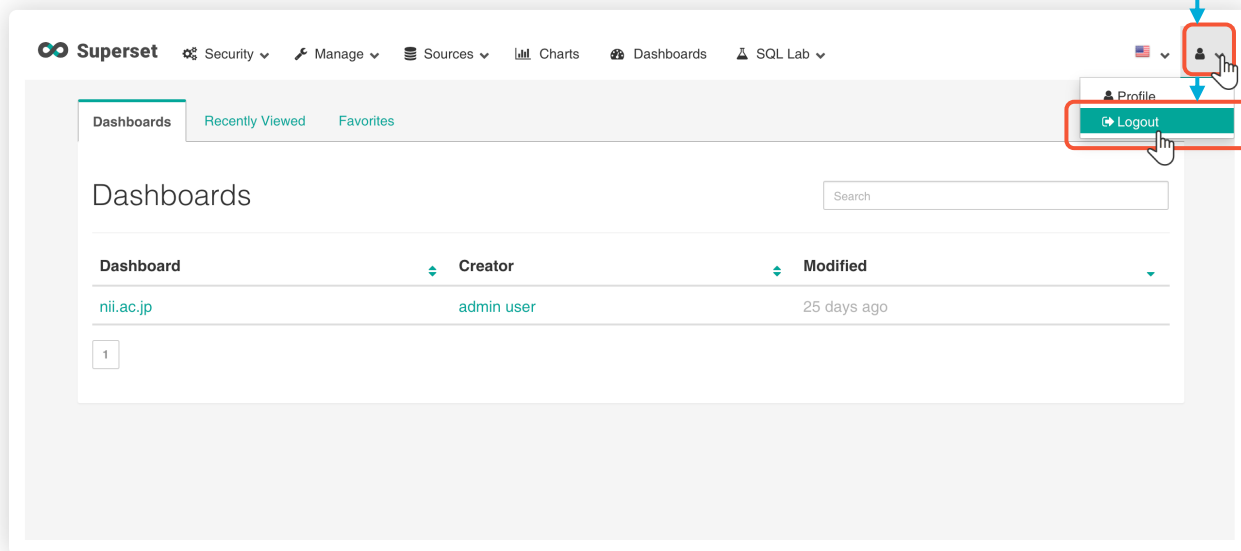 Superset Security Manage Sources Charts Dashboards SQL Lab
Profile
Logout
Dashboards Recently Viewed Favorites
Dashboards
Search
Dashboard Creator Modified
nii.ac.jp admin user 25 days ago
1